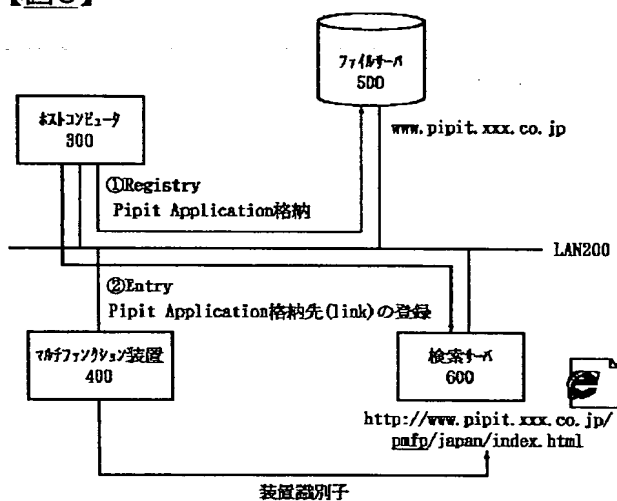 ファイルサーバ
500
ホストコンピュータ
300
www.pipit.xxx.co.jp
①Registry
Pipit Application格納
LAN200
②Entry
Pipit Application格納先(link)の登録
マルチファンクション装置
400
検索サーバ
600
http://www.pipit.xxx.co.jp/
pmfp/japan/index.html
装置識別子